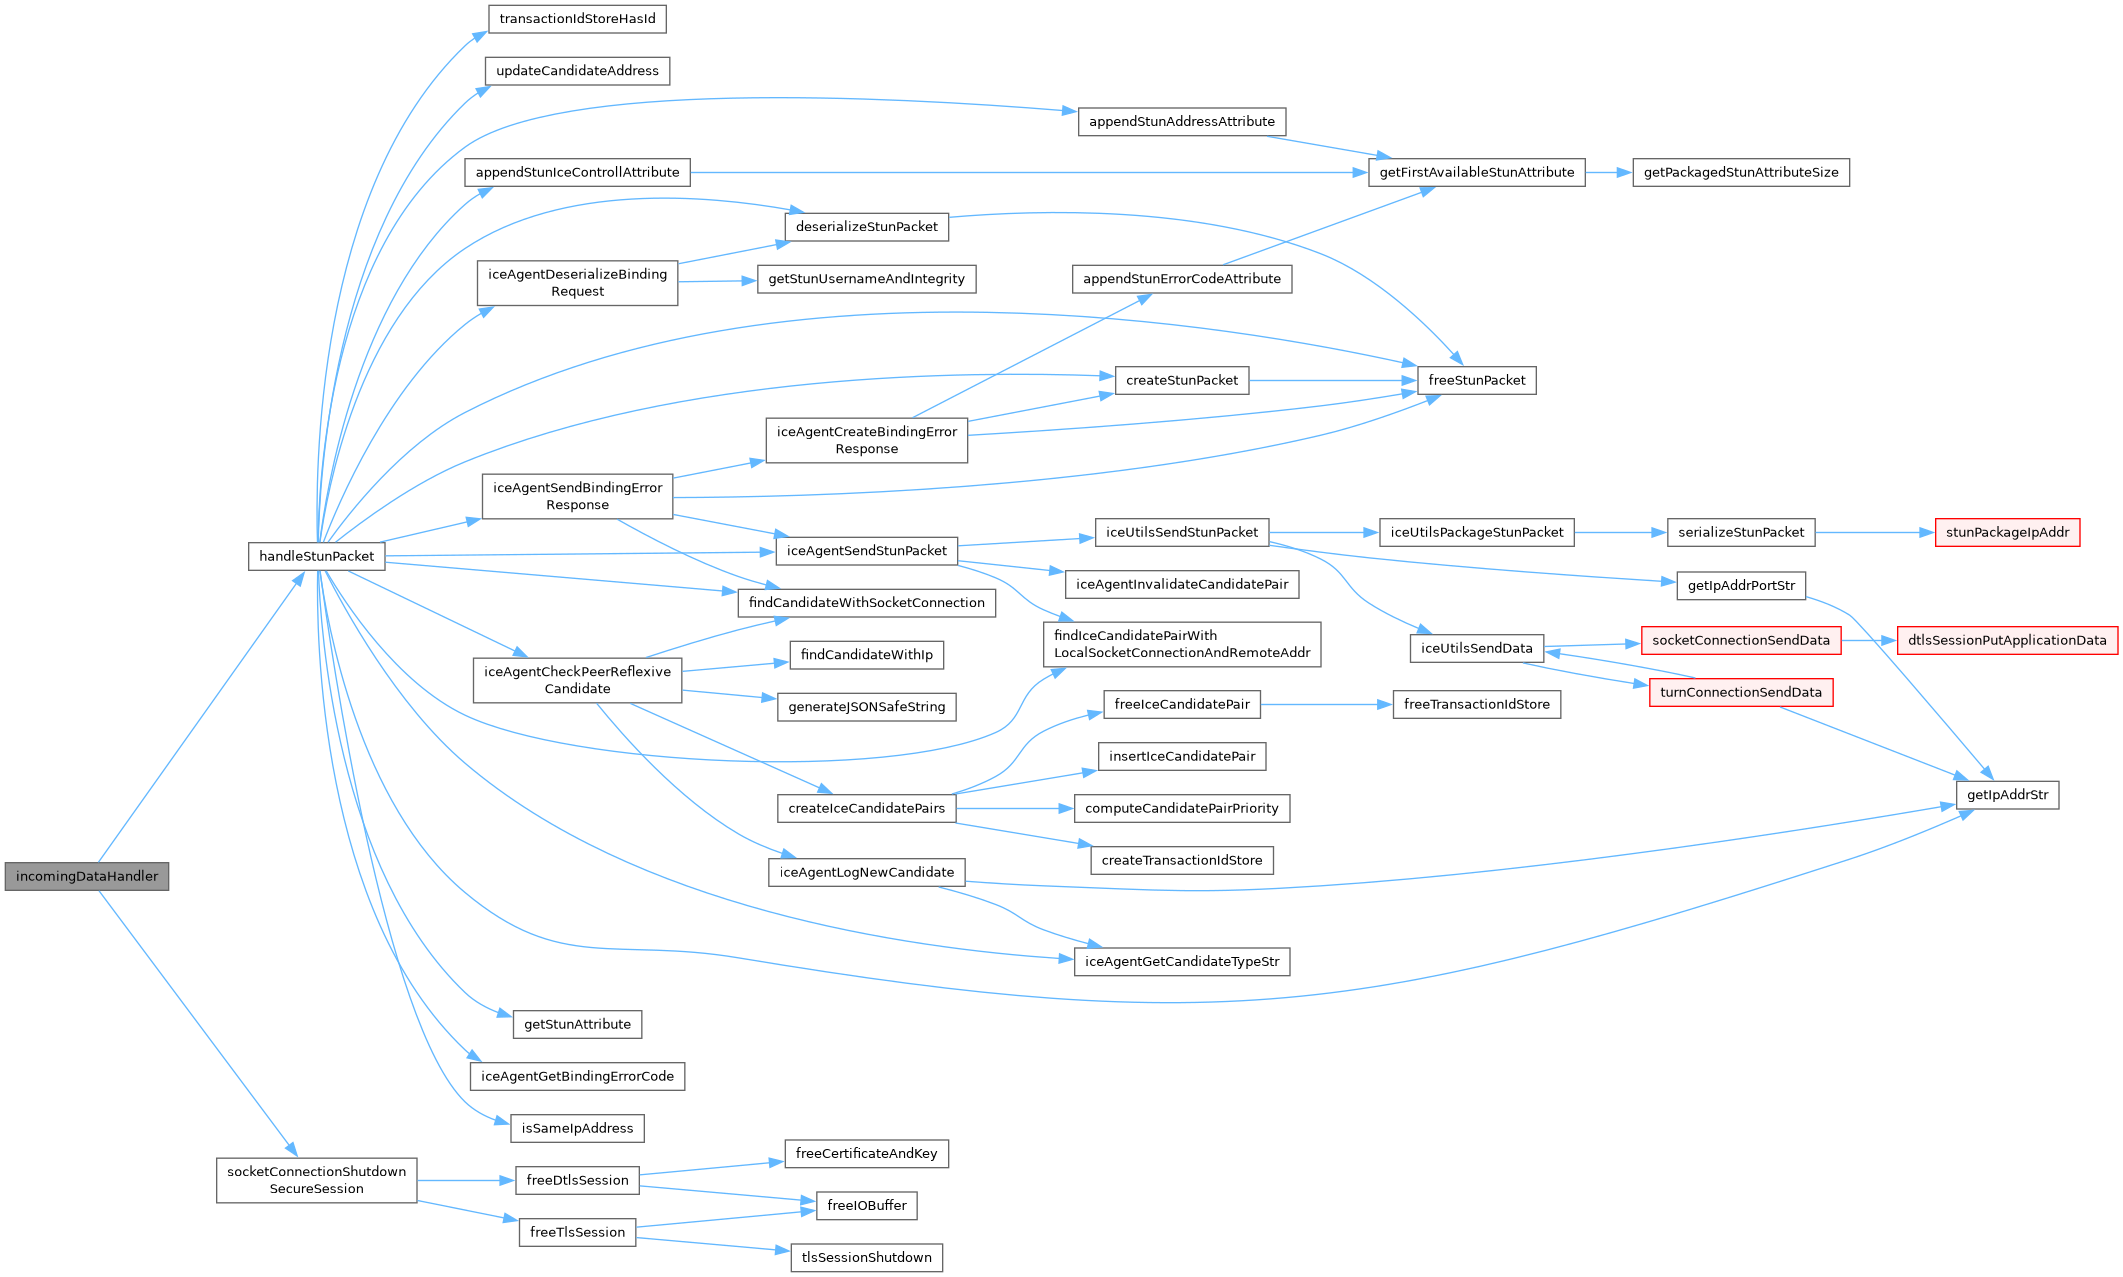 transactionIdStoreHasId
updateCandidateAddress
appendStunAddressAttribute
appendStunIceControllAttribute
getFirstAvailableStunAttribute
getPackagedStunAttributeSize
deserializeStunPacket
iceAgentDeserializeBinding
Request
getStunUsernameAndIntegrity
appendStunErrorCodeAttribute
createStunPacket
freeStunPacket
iceAgentCreateBindingError
Response
iceAgentSendBindingError
Response
handleStunPacket
iceAgentSendStunPacket
iceUtilsSendStunPacket
iceUtilsPackageStunPacket
serializeStunPacket
stunPackageIpAddr
iceAgentInvalidateCandidatePair
getIpAddrPortStr
findCandidateWithSocketConnection
findIceCandidatePairWith
LocalSocketConnectionAndRemoteAddr
iceUtilsSendData
socketConnectionSendData
dtlsSessionPutApplicationData
findCandidateWithIp
iceAgentCheckPeerReflexive
Candidate
generateJSONSafeString
freeIceCandidatePair
freeTransactionIdStore
turnConnectionSendData
insertIceCandidatePair
createIceCandidatePairs
computeCandidatePairPriority
getIpAddrStr
createTransactionIdStore
incomingDataHandler
iceAgentLogNewCandidate
iceAgentGetCandidateTypeStr
getStunAttribute
iceAgentGetBindingErrorCode
isSameIpAddress
socketConnectionShutdown
SecureSession
freeDtlsSession
freeCertificateAndKey
freeIOBuffer
freeTlsSession
tlsSessionShutdown